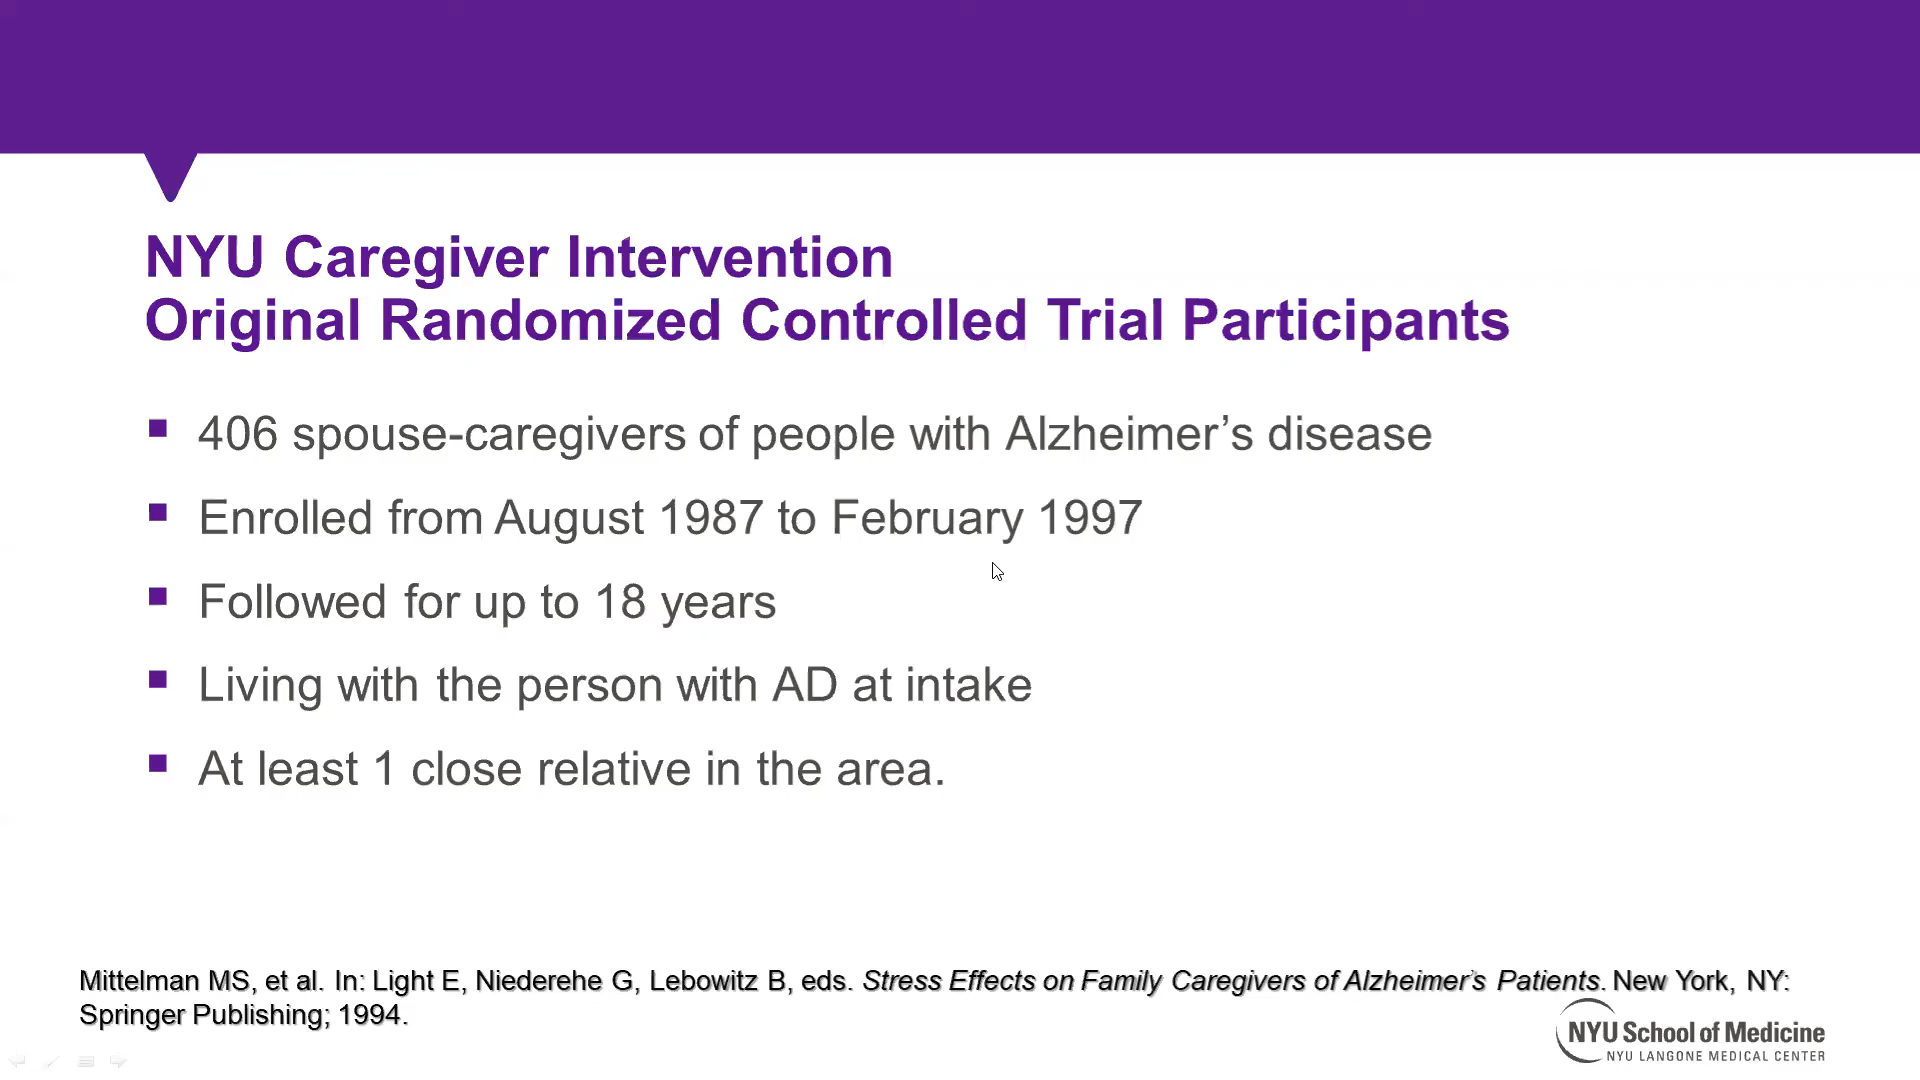 NYU Caregiver Intervention
Original Randomized Controlled Trial Participants
406 spouse-caregivers of people with Alzheimer’s disease
Enrolled from August 1987 to February 1997
Followed for up to 18 years
Living with the person with AD at intake
At least 1 close relative in the area.
Mittelman MS, et al. In: Light E, Niederehe G, Lebowitz B, eds. Stress Effects on Family Caregivers of Alzheimer’s Patients. New York, NY:
Springer Publishing; 1994.
NYU School of Medicine
NYU LANGONE MEDICAL CENTER